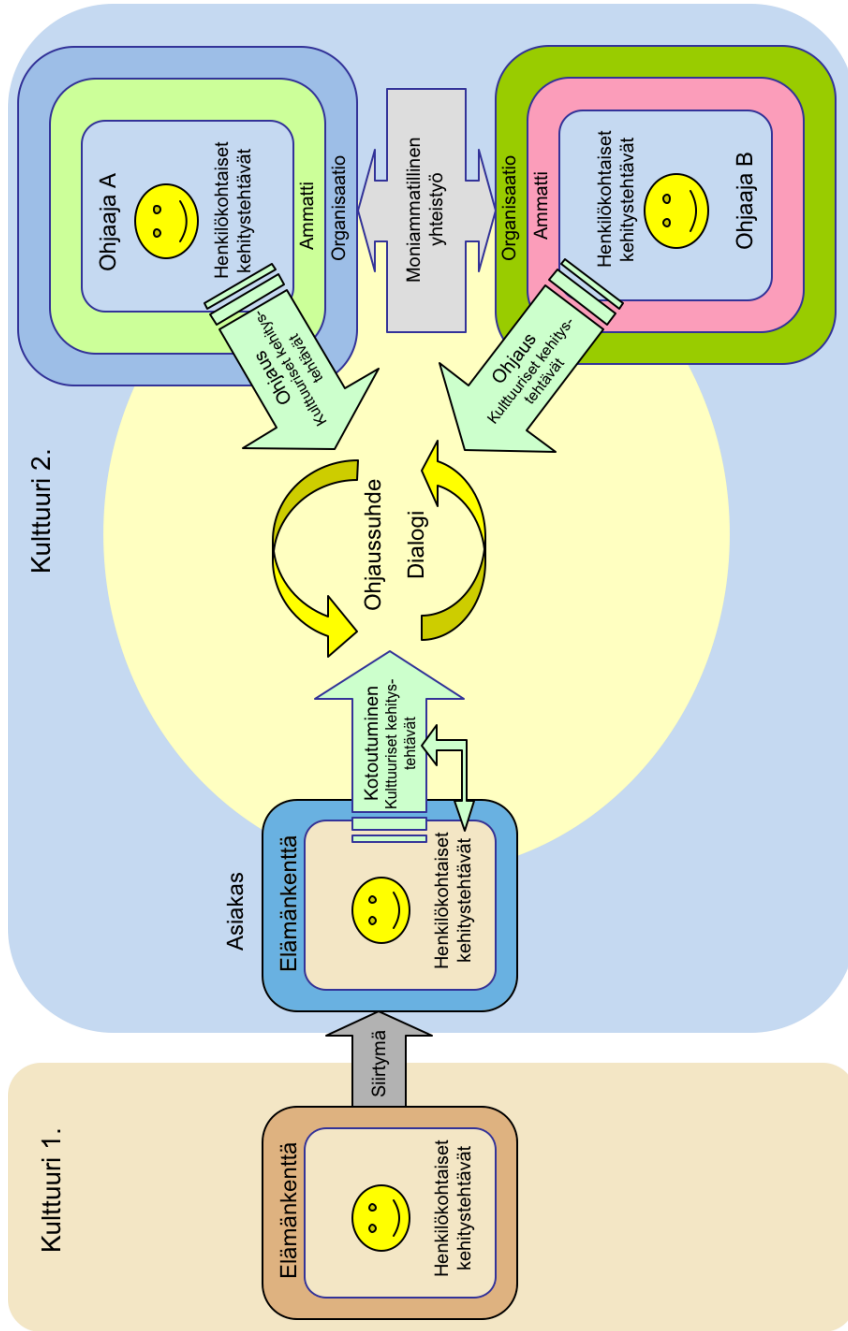 Kulttuuri 1.
Elämänkenttä
Henkilökohtaiset
kehitystehtävät
Siirtymä
Kulttuuri 2.
Asiakas
Elämänkenttä
Henkilökohtaiset
kehitystehtävät
Kotoutuminen
Kulttuuriset kehitys-
tehtävät
Ohjaussuhde
Dialogi
Ohjaaja A
Henkilökohtaiset
kehitystehtävät
Ammatti
Organisaatio
Ohjaus
Kulttuuriset kehitys-
tehtävät
Moniammatillinen
yhteistyö
Organisaatio
Ammatti
Henkilökohtaiset
kehitystehtävät
Ohjaaja B
Ohjaus
Kulttuuriset kehitys-
tehtävät